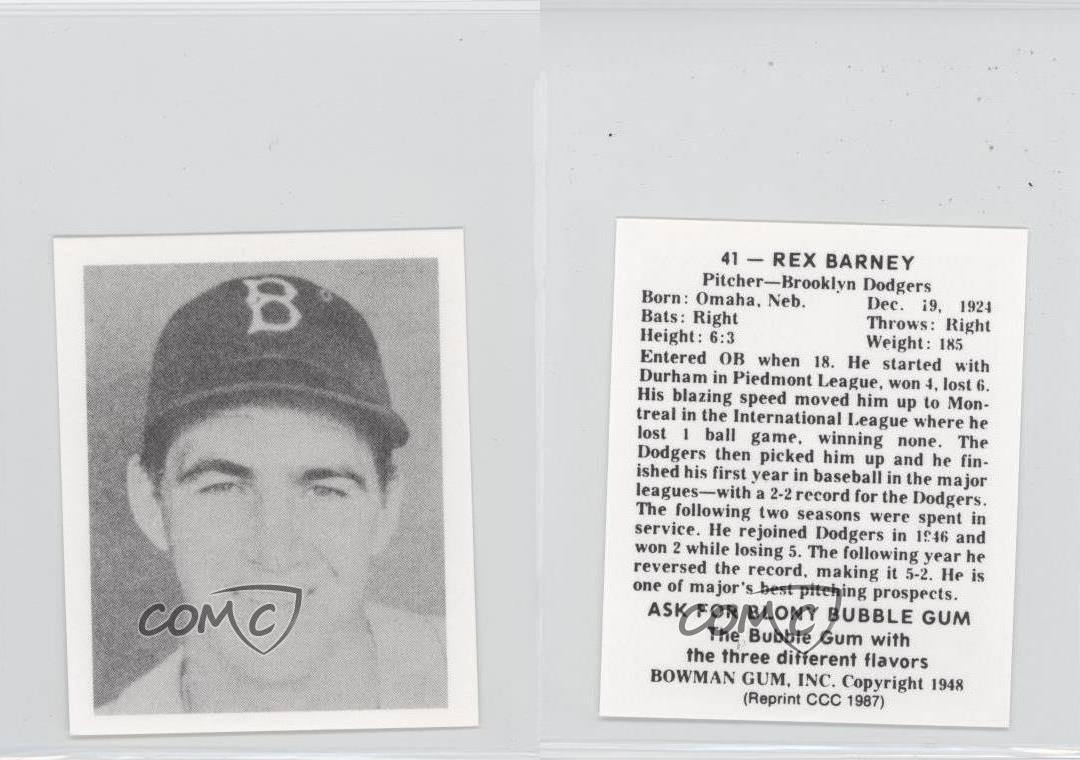 B
COMC
41 — REX BARNEY
Pitcher—Brooklyn Dodgers
Born: Omaha, Neb. Dec. 19, 1924
Bats: Right Throws: Right
Height: 6:3 Weight: 185
Entered OB when 18. He started with
Durham in Piedmont League, won 4, lost 6.
His blazing speed moved him up to Mon-
treal in the International League where he
lost 1 ball game, winning none. The
Dodgers then picked him up and he fin-
ished his first year in baseball in the major
leagues—with a 2-2 record for the Dodgers.
The following two seasons were spent in
service. He rejoined Dodgers in 1946 and
won 2 while losing 5. The following year he
reversed the record, making it 5-2. He is
one of major's best pitching prospects.
ASK FOR BLONY BUBBLE GUM
COMC
The Bubble Gum with
the three different flavors
BOWMAN GUM, INC. Copyright 1948
(Reprint CCC 1987)